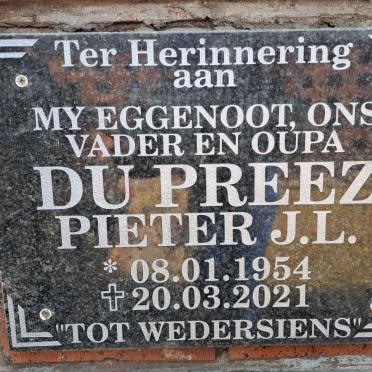 Ter Herinnering
aan
MY EGGENOOT, ONS
VADER EN OUPA
DU PREEZ
PIETER J.L.
* 08.01.1954
✝ 20.03.2021
"TOT WEDERSIENS"